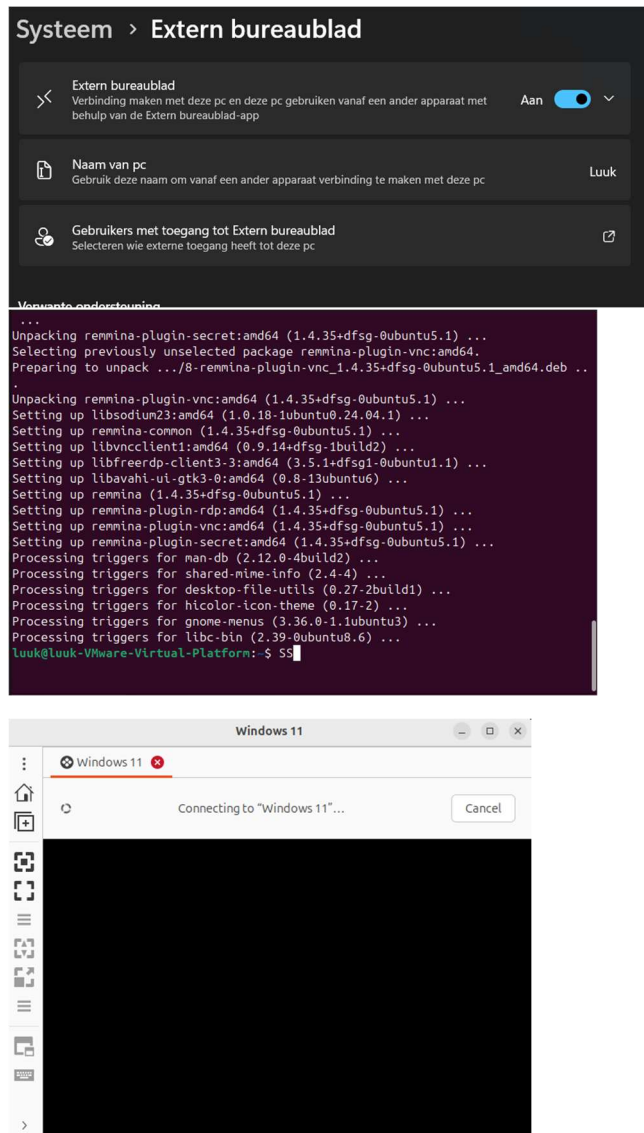 Systeem > Extern bureaublad
Extern bureaublad
Verbinding maken met deze pc en deze pc gebruiken vanaf een ander apparaat met
behulp van de Extern bureaublad-app
Aan
Naam van pc
Gebruik deze naam om vanaf een ander apparaat verbinding te maken met deze pc
Luuk
Gebruikers met toegang tot Extern bureaublad
Selecteren wie externe toegang heeft tot deze pc
Verwante ondersteuning
...
Unpacking remmina-plugin-secret:amd64 (1.4.35+dfsg-0ubuntu5.1) ...
Selecting previously unselected package remmina-plugin-vnc:amd64.
Preparing to unpack .../8-remmina-plugin-vnc_1.4.35+dfsg-0ubuntu5.1_amd64.deb ..
.
Unpacking remmina-plugin-vnc:amd64 (1.4.35+dfsg-0ubuntu5.1) ...
Setting up libsodium23:amd64 (1.0.18-1ubuntu0.24.04.1) ...
Setting up remmina-common (1.4.35+dfsg-0ubuntu5.1) ...
Setting up libvncclient1:amd64 (0.9.14+dfsg-1build2) ...
Setting up libfreerdp-client3-3:amd64 (3.5.1+dfsg1-0ubuntu1.1) ...
Setting up libavahi-ui-gtk3-0:amd64 (0.8-13ubuntu6) ...
Setting up remmina (1.4.35+dfsg-0ubuntu5.1) ...
Setting up remmina-plugin-rdp:amd64 (1.4.35+dfsg-0ubuntu5.1) ...
Setting up remmina-plugin-vnc:amd64 (1.4.35+dfsg-0ubuntu5.1) ...
Setting up remmina-plugin-secret:amd64 (1.4.35+dfsg-0ubuntu5.1) ...
Processing triggers for man-db (2.12.0-4build2) ...
Processing triggers for shared-mime-info (2.4-4) ...
Processing triggers for desktop-file-utils (0.27-2build1) ...
Processing triggers for hicolor-icon-theme (0.17-2) ...
Processing triggers for gnome-menus (3.36.0-1.1ubuntu3) ...
Processing triggers for libc-bin (2.39-0ubuntu8.6) ...
luuk@luuk-VMware-Virtual-Platform:~$ SS
Windows 11
Windows 11
Connecting to “Windows 11”…
Cancel